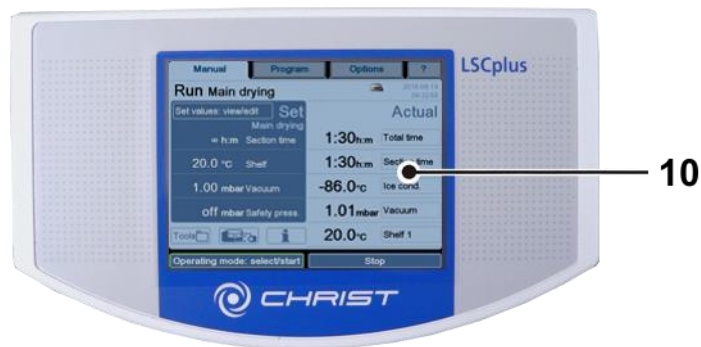 LSCplus
Manual Program Options ?
Run Main drying
Set values: view/edit Set Actual
Main drying
∞ h:m Section time 1:30h:m Total time
20.0 °C Shelf 1:30h:m Section time
1.00 mbar Vacuum -86.0°C Ice cond.
off mbar Safety press. 1.01mbar Vacuum
Tools i 20.0°C Shelf 1
Operating mode: select/start Stop
CHRIST
10